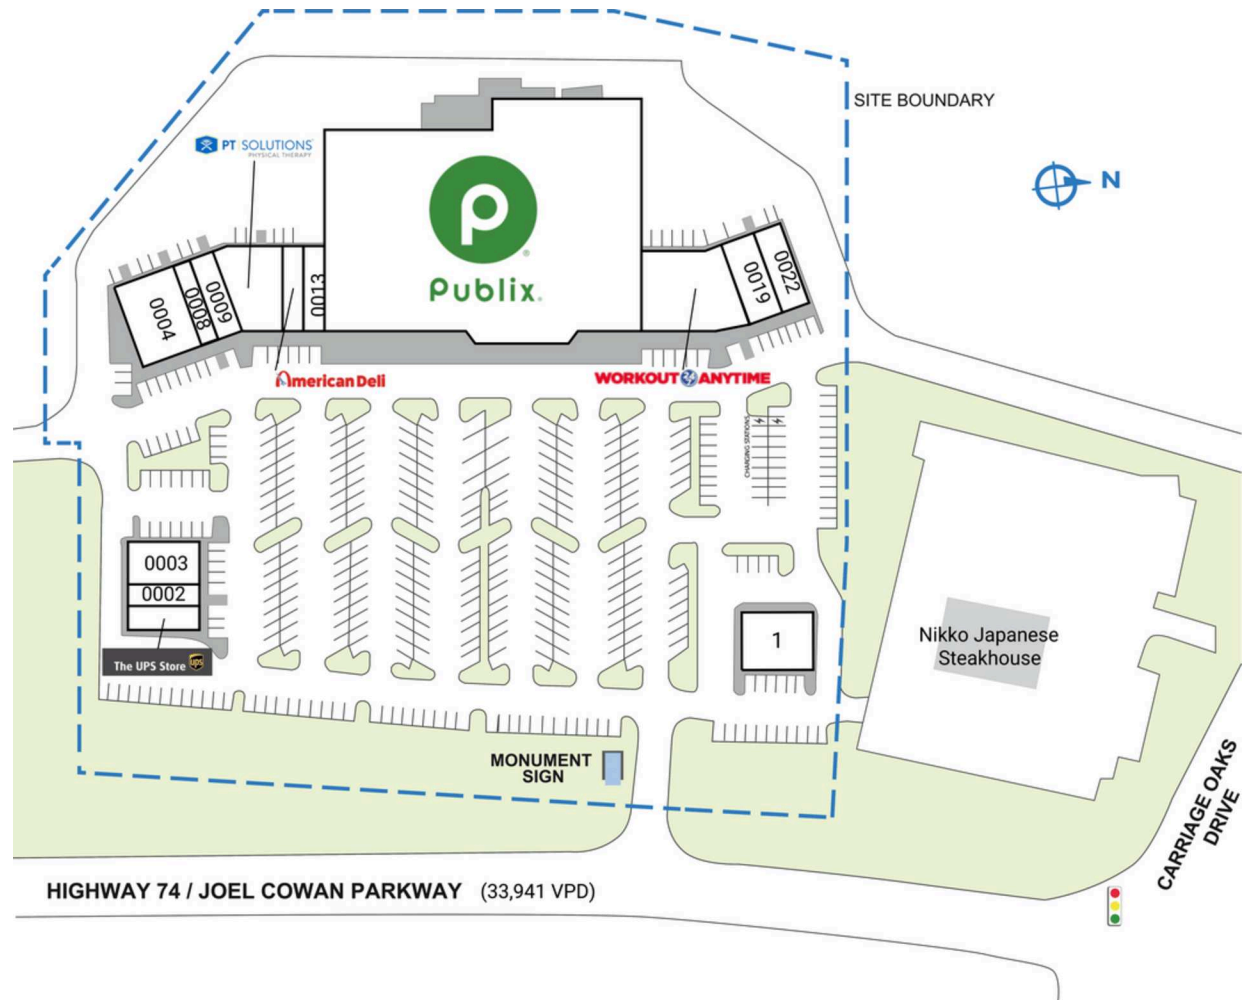 SITE BOUNDARY
N
PT SOLUTIONS®
PHYSICAL THERAPY
P
Publix®
0004
0008
0009
0013
0019
0022
American Deli
WORKOUT 24 ANYTIME
CHARGING STATIONS
0003
0002
The UPS Store ups
1
Nikko Japanese
Steakhouse
MONUMENT
SIGN
CARRIAGE OAKS
DRIVE
HIGHWAY 74 / JOEL COWAN PARKWAY (33,941 VPD)